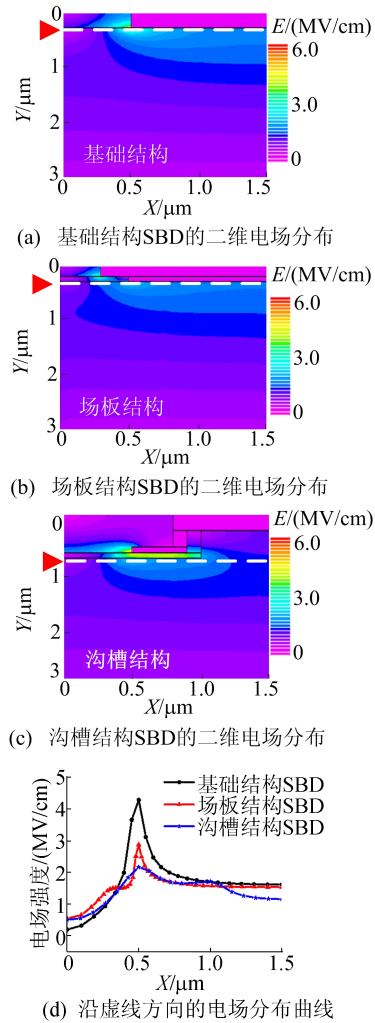 E/(MV/cm)
0
6.0
1
3.0
2
0
基础结构
3
Y/μm
0
0.5
1.0
1.5
X/μm
(a) 基础结构SBD的二维电场分布
E/(MV/cm)
0
6.0
1
3.0
2
0
场板结构
3
Y/μm
0
0.5
1.0
1.5
X/μm
(b) 场板结构SBD的二维电场分布
E/(MV/cm)
0
6.0
1
3.0
2
0
沟槽结构
3
Y/μm
0
0.5
1.0
1.5
X/μm
(c) 沟槽结构SBD的二维电场分布
5
4
3
2
1
0
电场强度/(MV/cm)
基础结构SBD
场板结构SBD
沟槽结构SBD
0.0
0.5
1.0
1.5
X/μm
(d) 沿虚线方向的电场分布曲线